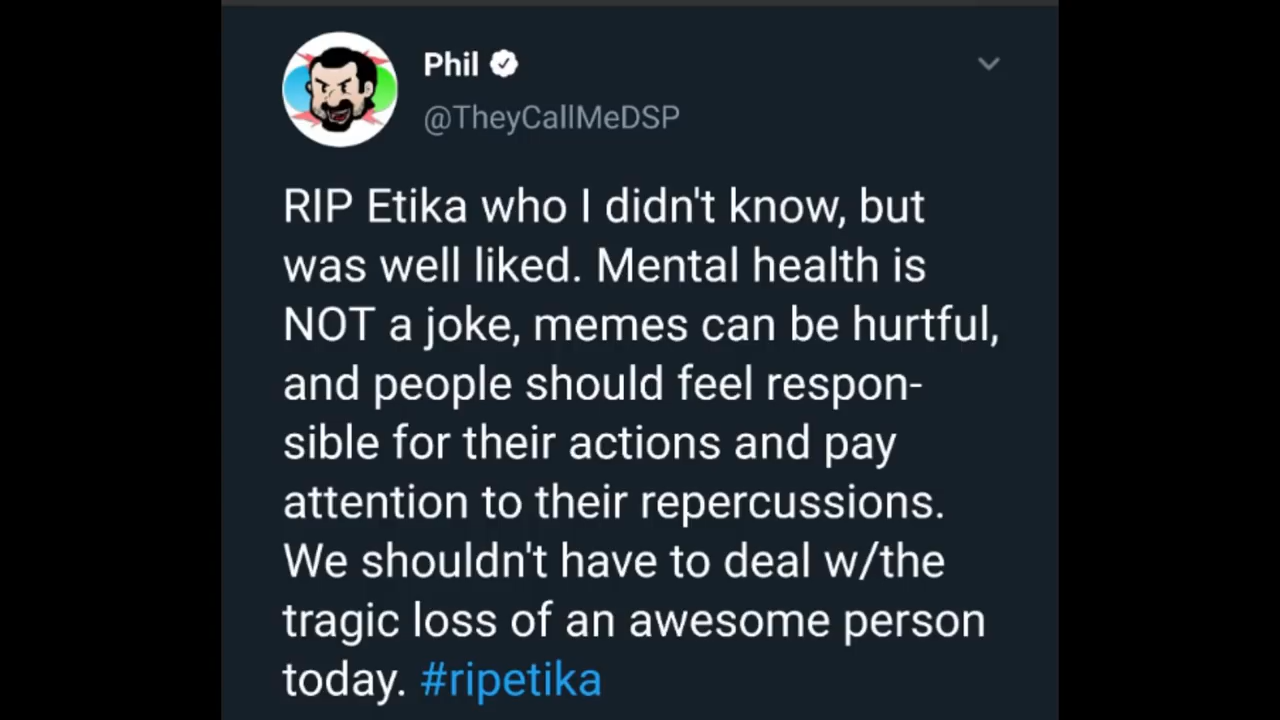 Phil
@TheyCallMeDSP
RIP Etika who I didn't know, but
was well liked. Mental health is
NOT a joke, memes can be hurtful,
and people should feel respon-
sible for their actions and pay
attention to their repercussions.
We shouldn't have to deal w/the
tragic loss of an awesome person
today. #ripetika